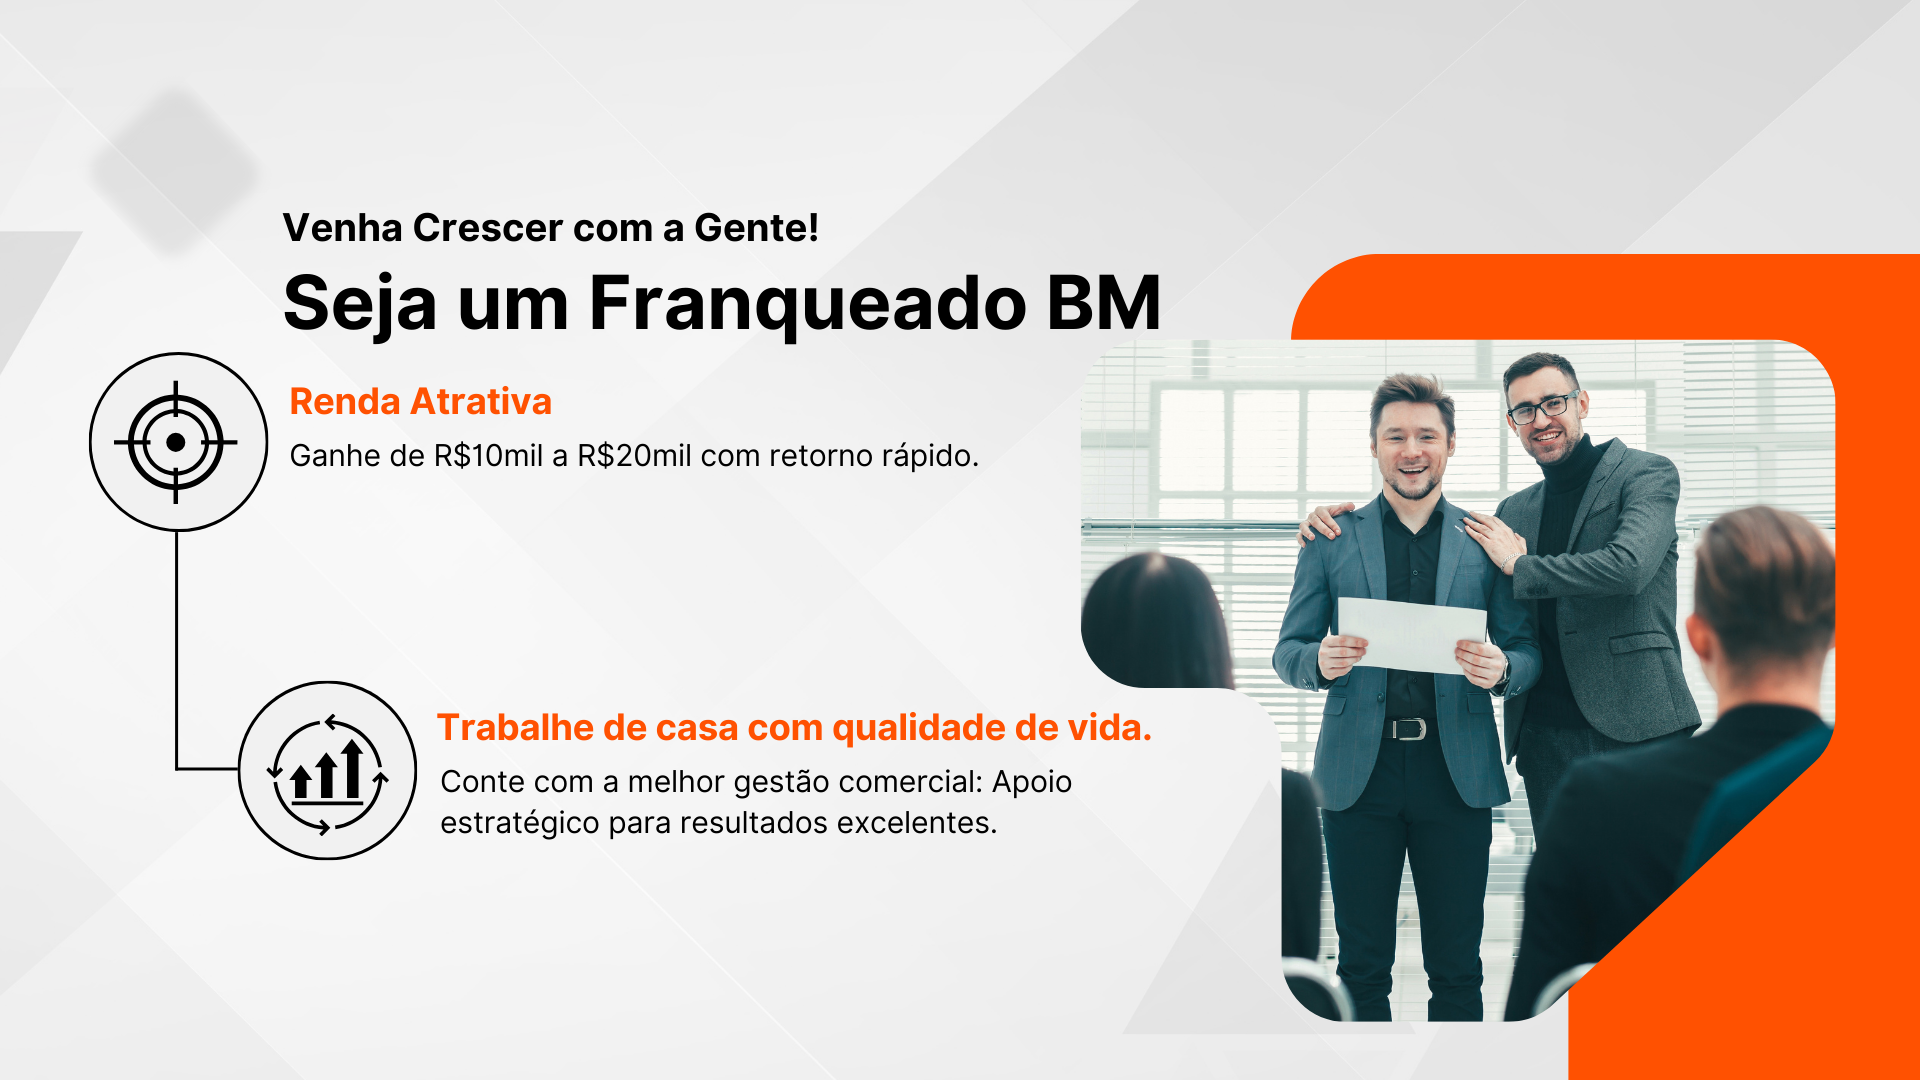 Venha Crescer com a Gente!
Seja um Franqueado BM
Renda Atrativa
Ganhe de R$10mil a R$20mil com retorno rápido.
Trabalhe de casa com qualidade de vida.
Conte com a melhor gestão comercial: Apoio
estratégico para resultados excelentes.